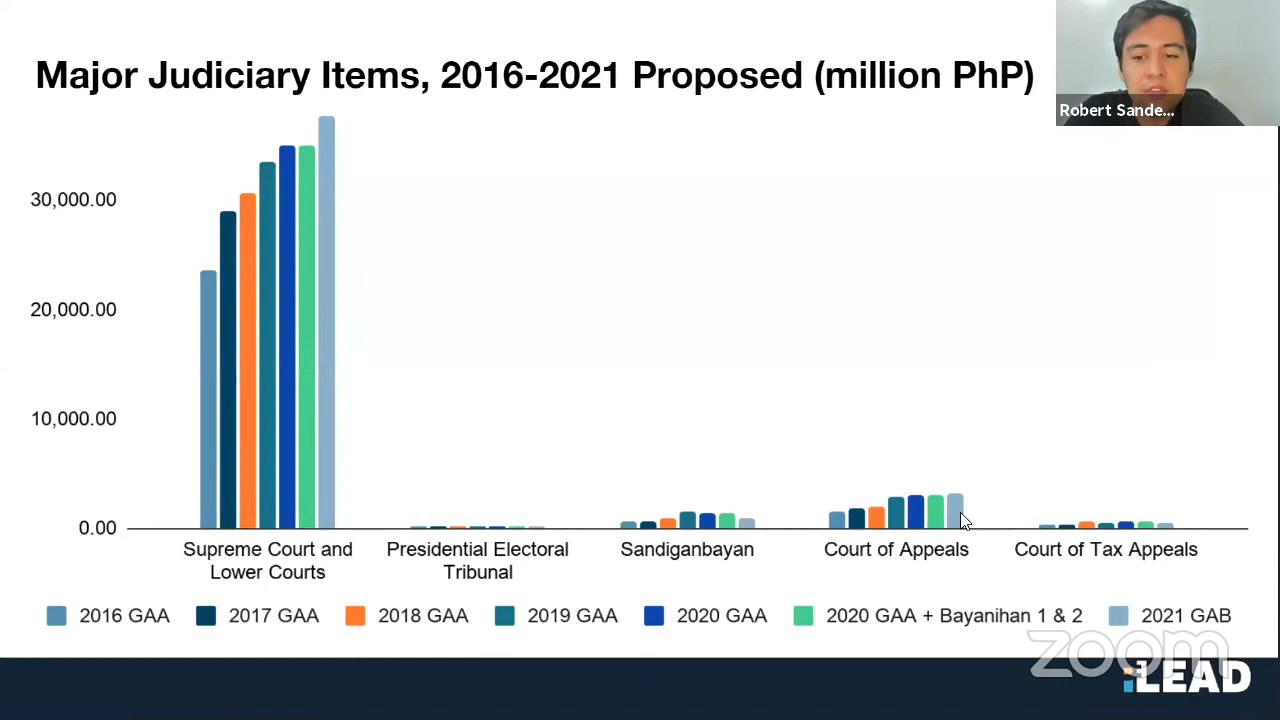 Major Judiciary Items, 2016-2021 Proposed (million PhP)
Robert Sande...
30,000.00
20,000.00
10,000.00
0.00
Supreme Court and
Lower Courts
Presidential Electoral
Tribunal
Sandiganbayan
Court of Appeals
Court of Tax Appeals
2016 GAA
2017 GAA
2018 GAA
2019 GAA
2020 GAA
2020 GAA + Bayanihan 1 & 2
2021 GAB
zoom
iLEAD